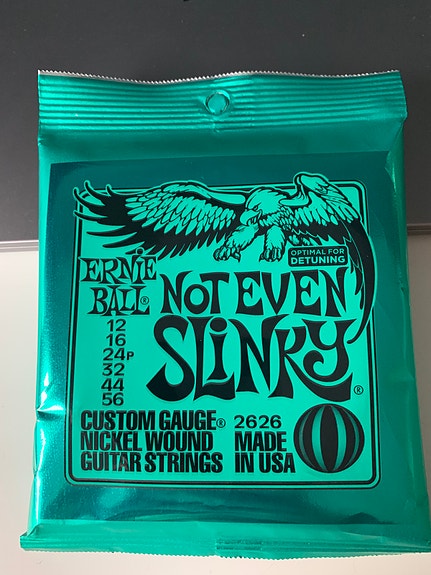 OPTIMAL FOR
DETUNING
ERNIE
BALL®
NOT EVEN
SLINKY®
12
16
24P
32
44
56
CUSTOM GAUGE®
NICKEL WOUND
GUITAR STRINGS
2626
MADE
IN USA